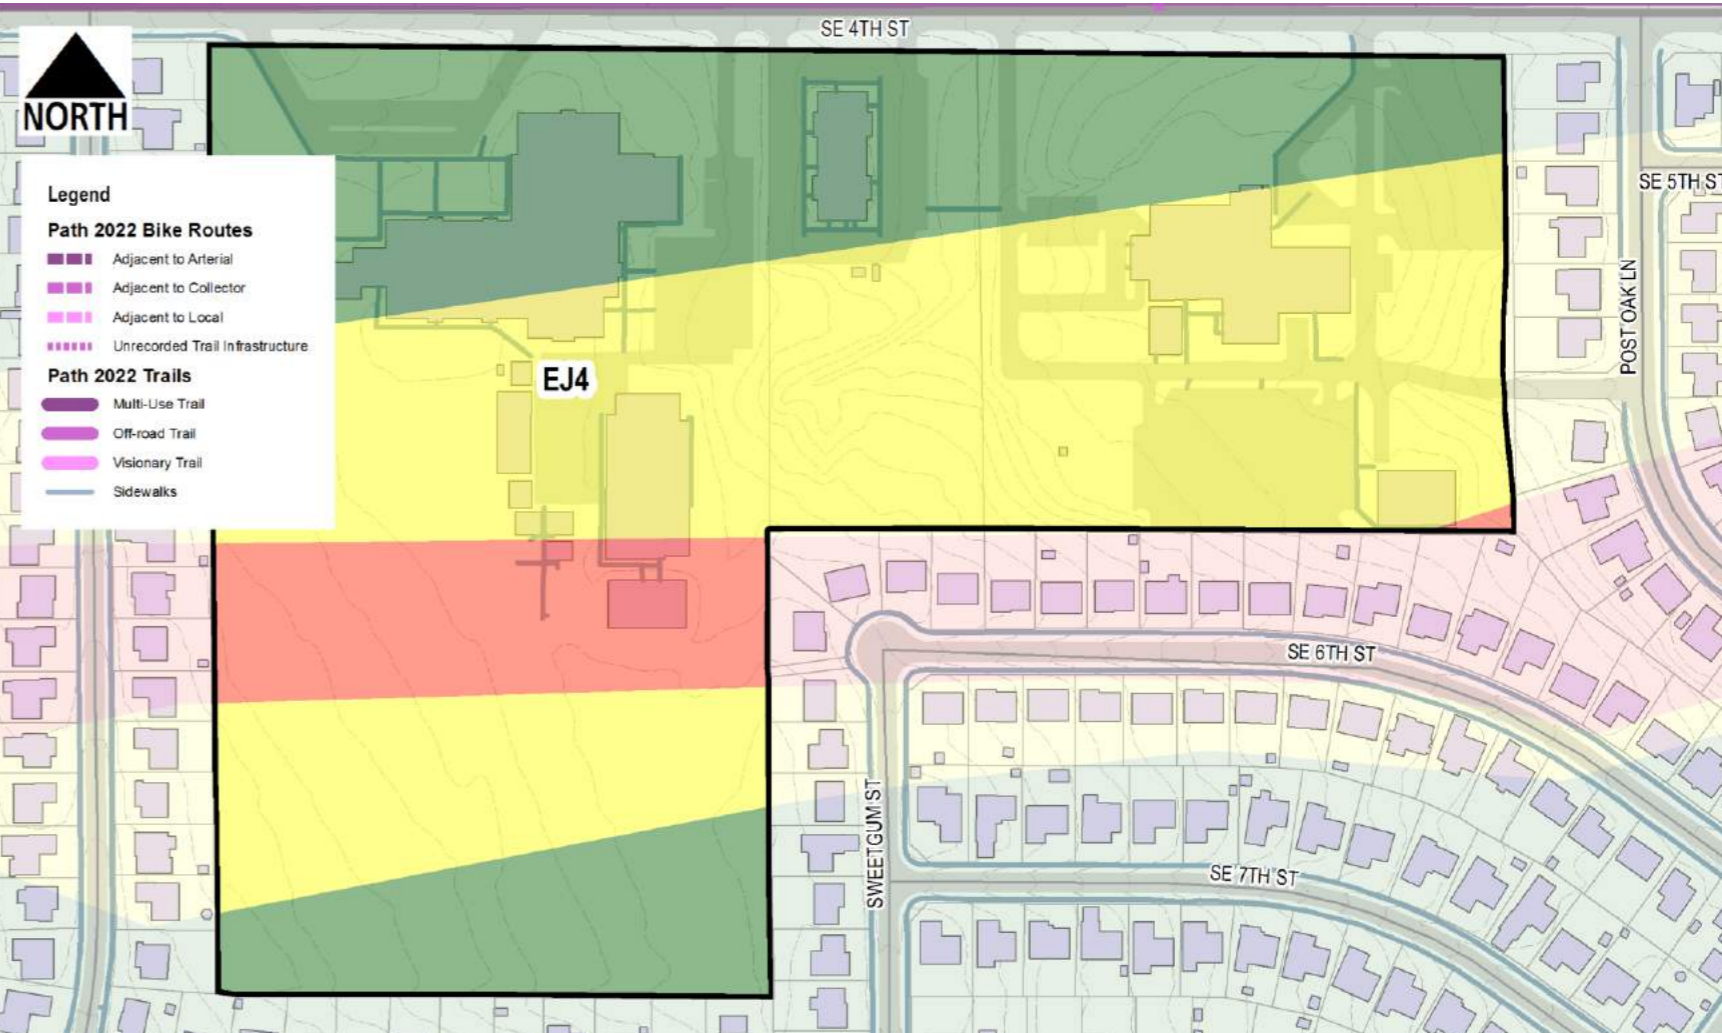 SE 4TH ST
NORTH
Legend
Path 2022 Bike Routes
Adjacent to Arterial
Adjacent to Collector
Adjacent to Local
Unrecorded Trail Infrastructure
Path 2022 Trails
Multi-Use Trail
Off-road Trail
Visionary Trail
Sidewalks
EJ4
SE 5TH ST
POST OAK LN
SE 6TH ST
SWEETGUM ST
SE 7TH ST